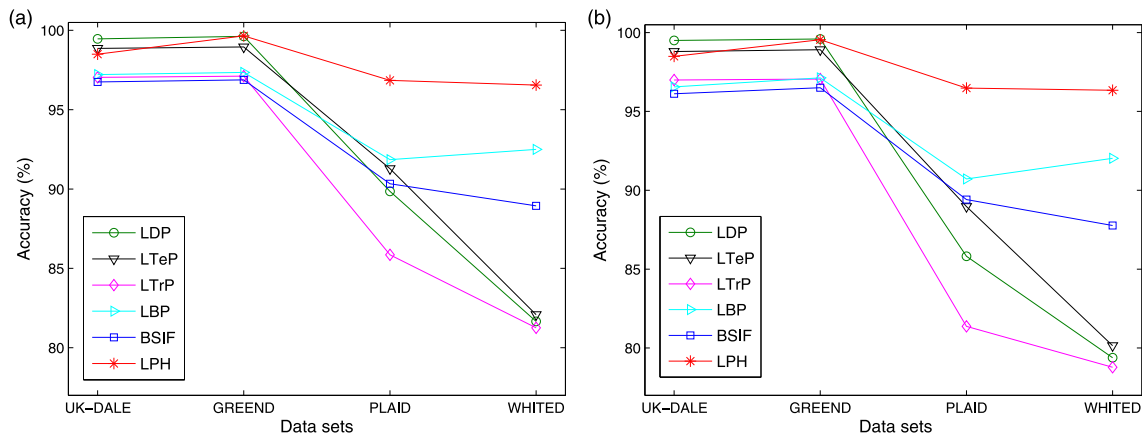 (a)
100
95
90
85
80
Accuracy (%)
LDP
LTeP
LTrP
LBP
BSIF
LPH
UK-DALE GREEND PLAID WHITED
Data sets
(b)
100
95
90
85
80
Accuracy (%)
LDP
LTeP
LTrP
LBP
BSIF
LPH
UK-DALE GREEND PLAID WHITED
Data sets